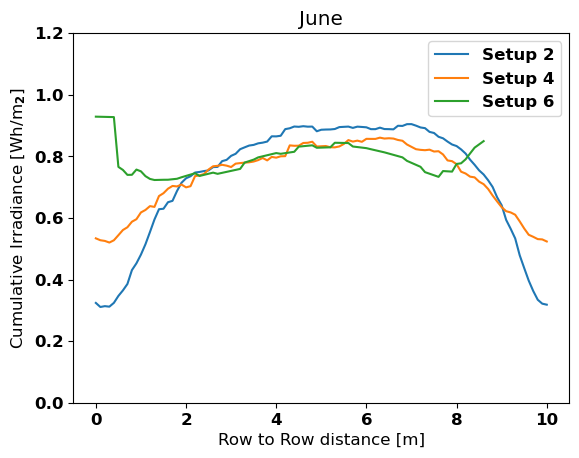 June
Cumulative Irradiance [Wh/m²]
1.2
1.0
0.8
0.6
0.4
0.2
0.0
Setup 2
Setup 4
Setup 6
0 2 4 6 8 10
Row to Row distance [m]